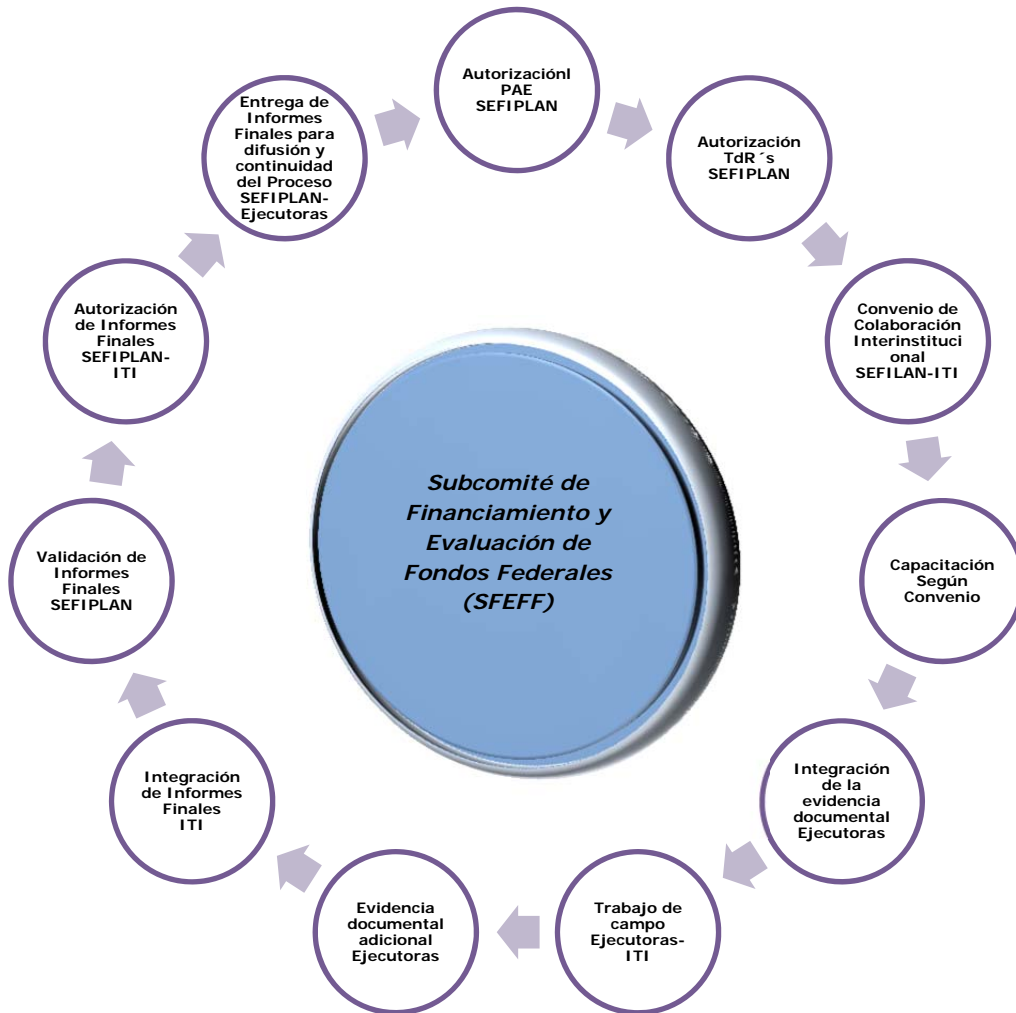 AutorizaciónI
PAE
SEFIPLAN
Autorización
TdR´s
SEFIPLAN
Convenio de
Colaboración
Interinstituci
onal
SEFILAN-ITI
Capacitación
Según
Convenio
Integración
de la
evidencia
documental
Ejecutoras
Trabajo de
campo
Ejecutoras-
ITI
Evidencia
documental
adicional
Ejecutoras
Integración
de Informes
Finales
ITI
Validación de
Informes
Finales
SEFIPLAN
Autorización
de Informes
Finales
SEFIPLAN-
ITI
Entrega de
Informes
Finales para
difusión y
continuidad
del Proceso
SEFIPLAN-
Ejecutoras
Subcomité de
Financiamiento y
Evaluación de
Fondos Federales
(SFEFF)